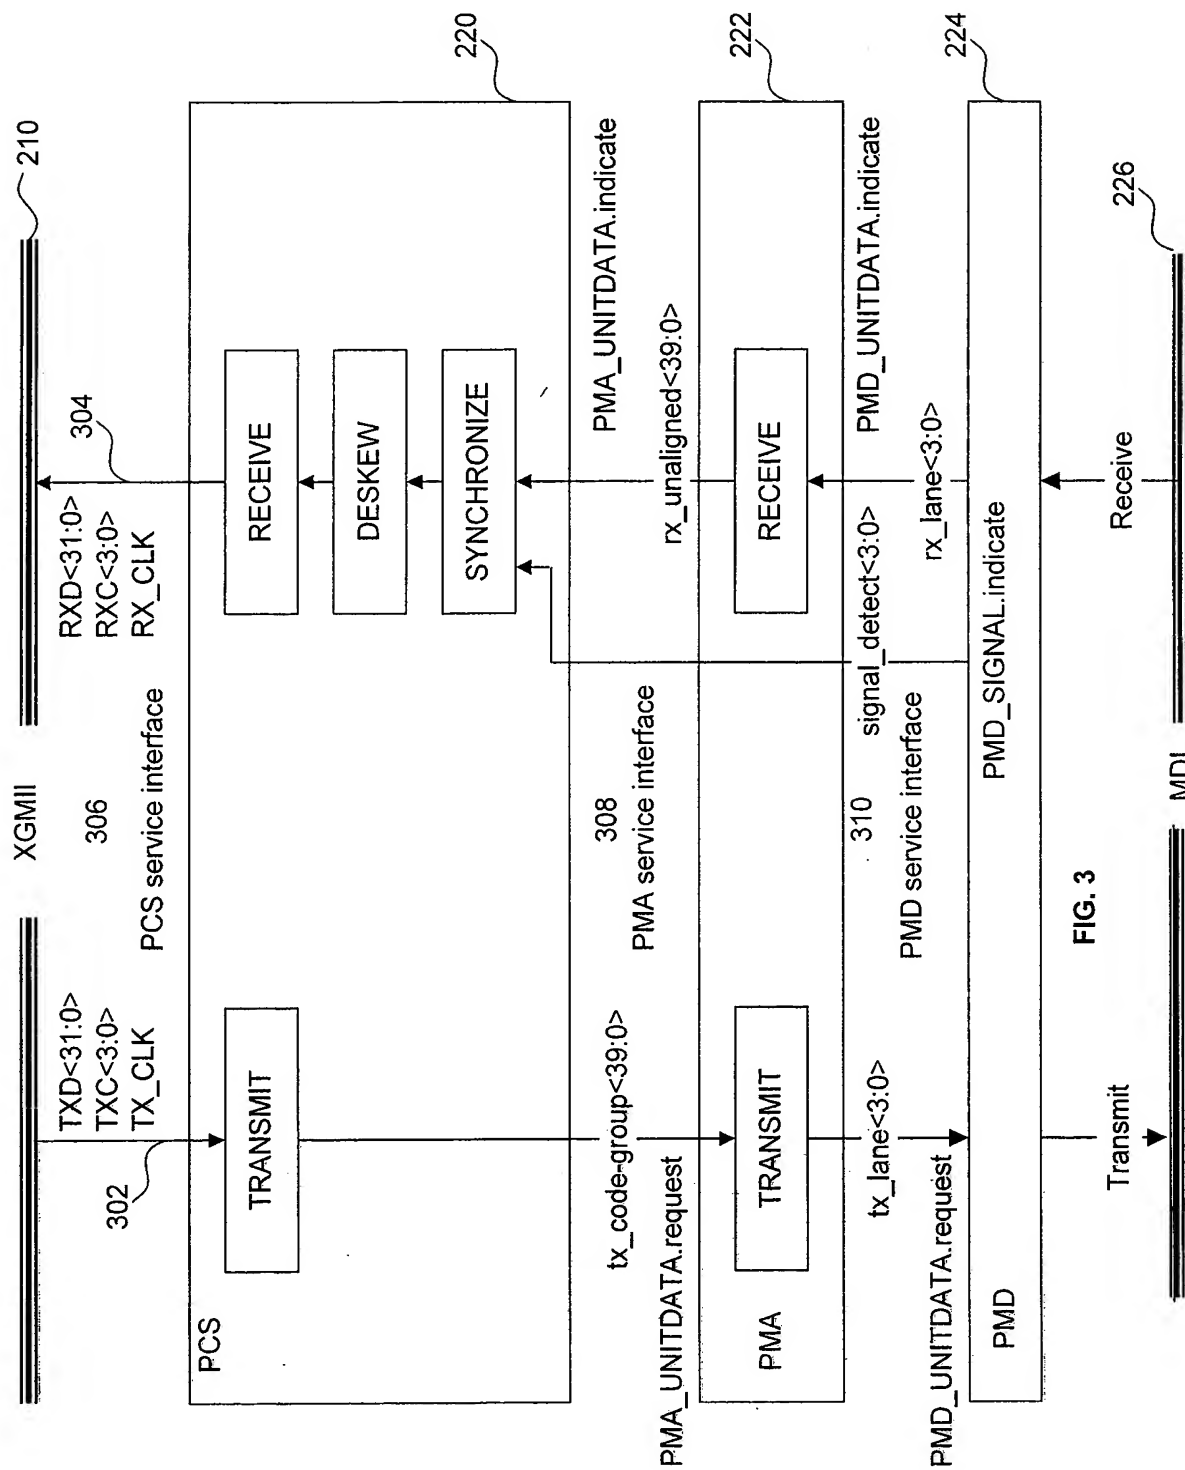 XGMII
210
TXD<31:0>
TXC<3:0>
TX_CLK
302
306
PCS service interface
RXD<31:0>
RXC<3:0>
RX_CLK
304
PCS
220
TRANSMIT
RECEIVE
DESKEW
SYNCHRONIZE
tx_code-group<39:0>
PMA_UNITDATA.request
308
PMA service interface
rx_unaligned<39:0>
PMA_UNITDATA.indicate
PMA
222
TRANSMIT
RECEIVE
tx_lane<3:0>
PMD_UNITDATA.request
310
PMD service interface
signal_detect<3:0>
rx_lane<3:0>
PMD_UNITDATA.indicate
PMD
PMD_SIGNAL.indicate
224
Transmit
Receive
226
MDI
FIG. 3